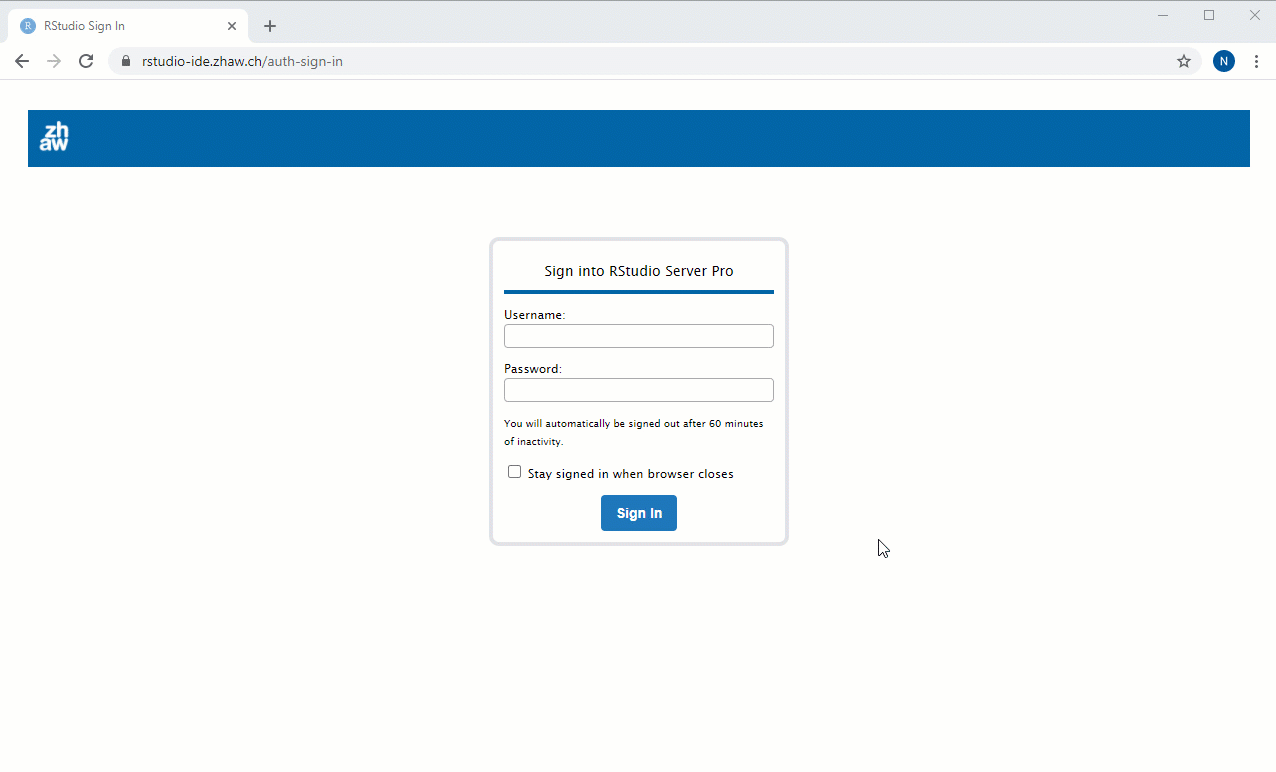 R RStudio Sign In
rstudio-ide.zhaw.ch/auth-sign-in
N
zh
aw
Sign into RStudio Server Pro
Username:
Password:
You will automatically be signed out after 60 minutes
of inactivity.
Stay signed in when browser closes
Sign In